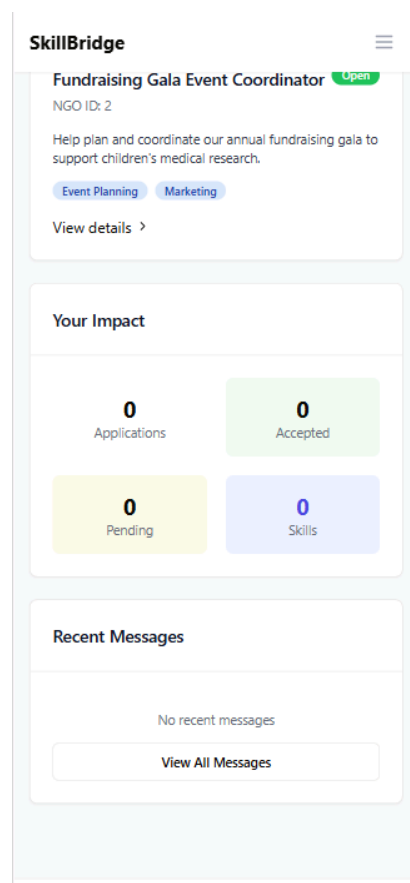 SkillBridge
Fundraising Gala Event Coordinator Open
NGO ID: 2
Help plan and coordinate our annual fundraising gala to
support children's medical research.
Event Planning Marketing
View details
Your Impact
0 0
Applications Accepted
0 0
Pending Skills
Recent Messages
No recent messages
View All Messages